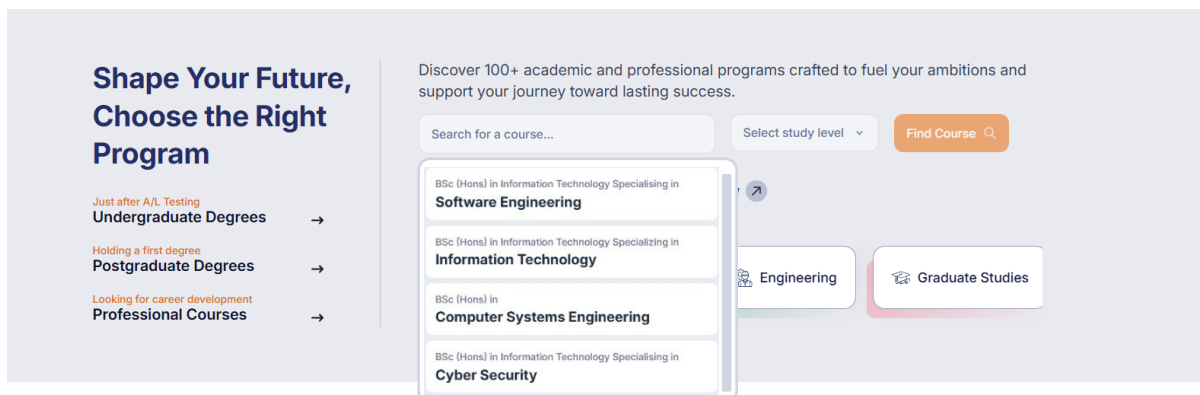 Shape Your Future,
Choose the Right
Program
Just after A/L Testing
Undergraduate Degrees
Holding a first degree
Postgraduate Degrees
Looking for career development
Professional Courses
Discover 100+ academic and professional programs crafted to fuel your ambitions and
support your journey toward lasting success.
Search for a course...
Select study level
Find Course
BSc (Hons) in Information Technology Specialising in
Software Engineering
BSc (Hons) in Information Technology Specializing in
Information Technology
BSc (Hons) in
Computer Systems Engineering
BSc (Hons) in Information Technology Specialising in
Cyber Security
Engineering
Graduate Studies